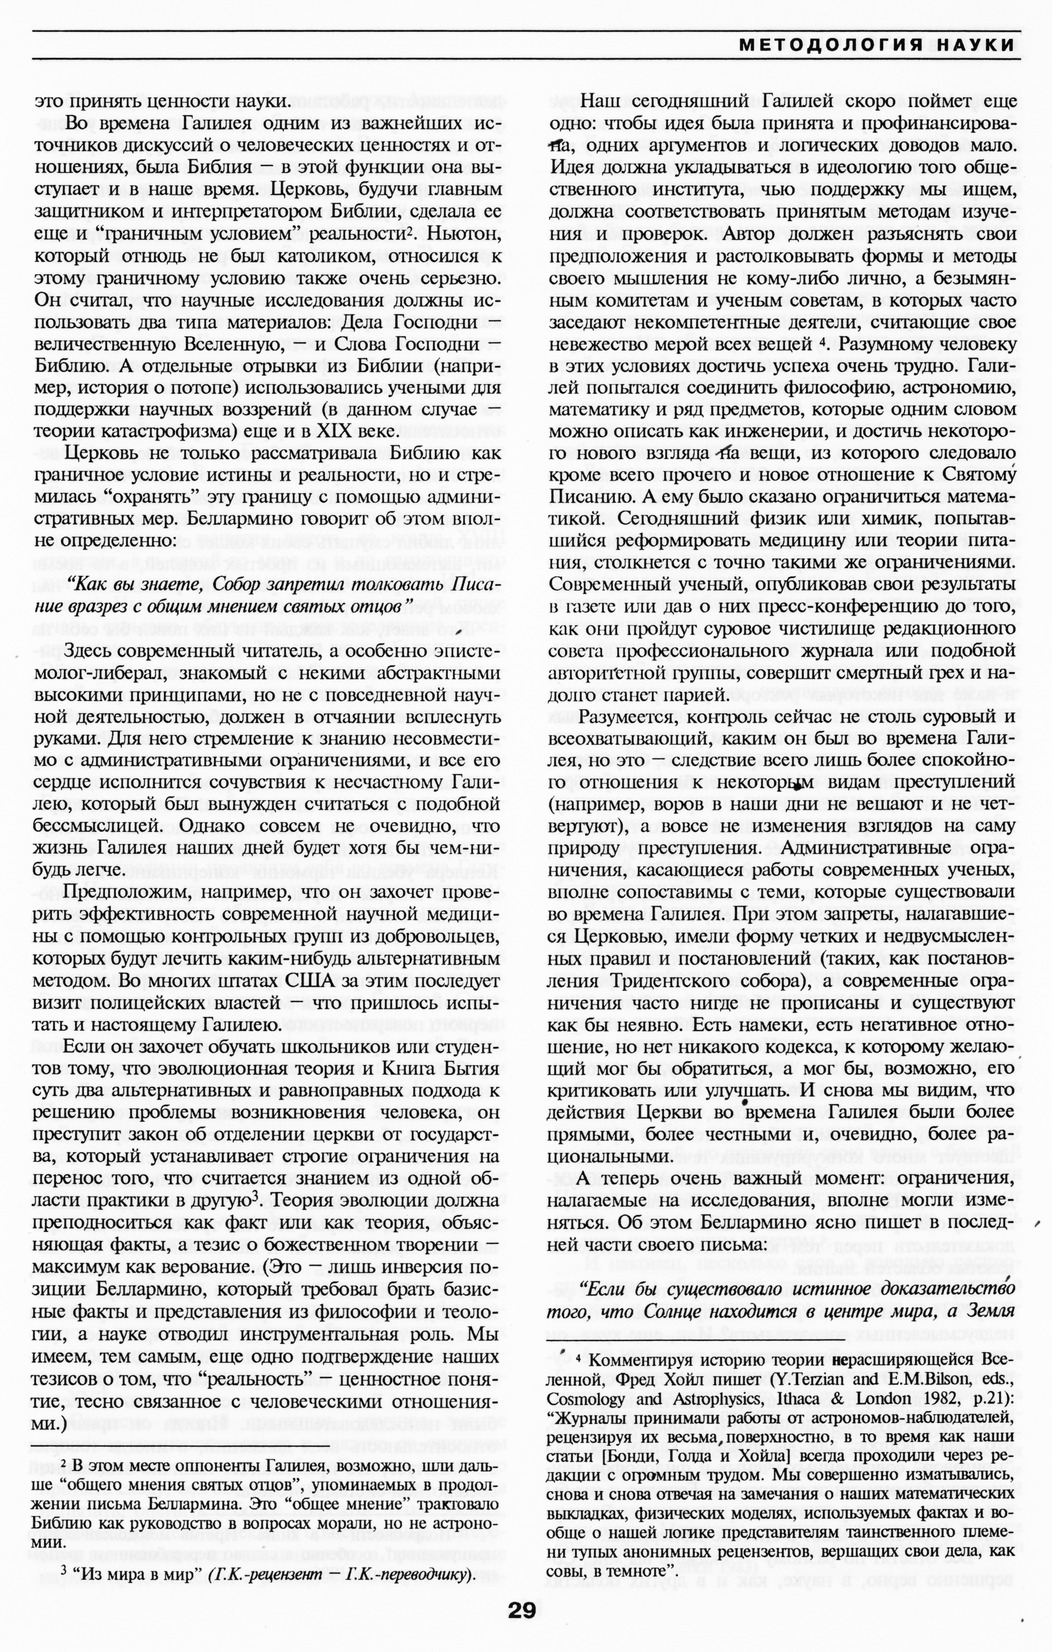 МЕТОДОЛОГИЯ НАУКИ
это принять ценности науки.
Во времена Галилея одним из важнейших ис-
точников дискуссий о человеческих ценностях и от-
ношениях, была Библия — в этой функции она вы-
ступает и в наше время. Церковь, будучи главным
защитником и интерпретатором Библии, сделала ее
еще и “граничным условием” реальности². Ньютон,
который отнюдь не был католиком, относился к
этому граничному условию также очень серьезно.
Он считал, что научные исследования должны ис-
пользовать два типа материалов: Дела Господни —
величественную Вселенную, — и Слова Господни —
Библию. А отдельные отрывки из Библии (напри-
мер, история о потопе) использовались учеными для
поддержки научных воззрений (в данном случае —
теории катастрофизма) еще и в XIX веке.
Церковь не только рассматривала Библию как
граничное условие истины и реальности, но и стре-
милась “охранять” эту границу с помощью админи-
стративных мер. Беллармино говорит об этом впол-
не определенно:
“Как вы знаете, Собор запретил толковать Писа-
ние вразрез с общим мнением святых отцов”
Здесь современный читатель, а особенно эписте-
молог-либерал, знакомый с некими абстрактными
высокими принципами, но не с повседневной науч-
ной деятельностью, должен в отчаянии всплеснуть
руками. Для него стремление к знанию несовмести-
мо с административными ограничениями, и все его
сердце исполнится сочувствия к несчастному Гали-
лею, который был вынужден считаться с подобной
бессмыслицей. Однако совсем не очевидно, что
жизнь Галилея наших дней будет хотя бы чем-ни-
будь легче.
Предположим, например, что он захочет прове-
рить эффективность современной научной медици-
ны с помощью контрольных групп из добровольцев,
которых будут лечить каким-нибудь альтернативным
методом. Во многих штатах США за этим последует
визит полицейских властей — что пришлось испы-
тать и настоящему Галилею.
Если он захочет обучать школьников или студен-
тов тому, что эволюционная теория и Книга Бытия
суть два альтернативных и равноправных подхода к
решению проблемы возникновения человека, он
преступит закон об отделении церкви от государст-
ва, который устанавливает строгие ограничения на
перенос того, что считается знанием из одной об-
ласти практики в другую³. Теория эволюции должна
преподноситься как факт или как теория, объяс-
няющая факты, а тезис о божественном творении —
максимум как верование. (Это — лишь инверсия по-
зиции Беллармино, который требовал брать базис-
ные факты и представления из философии и теоло-
гии, а науке отводил инструментальная роль. Мы
имеем, тем самым, еще одно подтверждение наших
тезисов о том, что “реальность” — ценностное поня-
тие, тесно связанное с человеческими отношения-
ми.)
² В этом месте оппоненты Галилея, возможно, шли даль-
ше “общего мнения святых отцов”, упоминаемых в продол-
жении письма Беллармина. Это “общее мнение” трактовало
Библию как руководство в вопросах морали, но не астроно-
мии.
³ “Из мира в мир” (Г.К.-рецензент — Г.К.-переводчику).
Наш сегодняшний Галилей скоро поймет еще
одно: чтобы идея была принята и профинансирова-
на, одних аргументов и логических доводов мало.
Идея должна укладываться в идеологию того обще-
ственного института, чью поддержку мы ищем,
должна соответствовать принятым методам изуче-
ния и проверок. Автор должен разъяснять свои
предположения и растолковывать формы и методы
своего мышления не кому-либо лично, а безымян-
ным комитетам и ученым советам, в которых часто
заседают некомпетентные деятели, считающие свое
невежество мерой всех вещей ⁴. Разумному человеку
в этих условиях достичь успеха очень трудно. Гали-
лей попытался соединить философию, астрономию,
математику и ряд предметов, которые одним словом
можно описать как инженерии, и достичь некоторо-
го нового взгляда на вещи, из которого следовало
кроме всего прочего и новое отношение к Святому
Писанию. А ему было сказано ограничиться матема-
тикой. Сегодняшний физик или химик, попытав-
шийся реформировать медицину или теории пита-
ния, столкнется с точно такими же ограничениями.
Современный ученый, опубликовав свои результаты
в газете или дав о них пресс-конференцию до того,
как они пройдут суровое чистилище редакционного
совета профессионального журнала или подобной
авторитетной группы, совершит смертный грех и на-
долго станет парией.
Разумеется, контроль сейчас не столь суровый и
всеохватывающий, каким он был во времена Гали-
лея, но это — следствие всего лишь более спокойно-
го отношения к некоторым видам преступлений
(например, воров в наши дни не вешают и не чет-
вертуют), а вовсе не изменения взглядов на саму
природу преступления. Административные огра-
ничения, касающиеся работы современных ученых,
вполне сопоставимы с теми, которые существовали
во времена Галилея. При этом запреты, налагавшие-
ся Церковью, имели форму четких и недвусмыслен-
ных правил и постановлений (таких, как постанов-
ления Тридентского собора), а современные огра-
ничения часто нигде не прописаны и существуют
как бы неявно. Есть намеки, есть негативное отно-
шение, но нет никакого кодекса, к которому желаю-
щий мог бы обратиться, а мог бы, возможно, его
критиковать или улучшать. И снова мы видим, что
действия Церкви во времена Галилея были более
прямыми, более честными и, очевидно, более ра-
циональными.
А теперь очень важный момент: ограничения,
налагаемые на исследования, вполне могли изме-
няться. Об этом Беллармино ясно пишет в послед-
ней части своего письма:
“Если бы существовало истинное доказательство
того, что Солнце находится в центре мира, а Земля
⁴ Комментируя историю теории нерасширяющейся Все-
ленной, Фред Хойл пишет (Y.Terzian and E.M.Bilson, eds.,
Cosmology and Astrophysics, Ithaca & London 1982, p.21):
“Журналы принимали работы от астрономов-наблюдателей,
рецензируя их весьма поверхностно, в то время как наши
статьи [Бонди, Голда и Хойла] всегда проходили через ре-
дакции с огромным трудом. Мы совершенно изматывались,
снова и снова отвечая на замечания о наших математических
выкладках, физических моделях, используемых фактах и во-
обще о нашей логике представителям таинственного племе-
ни тупых анонимных рецензентов, вершащих свои дела, как
совы, в темноте”.
29